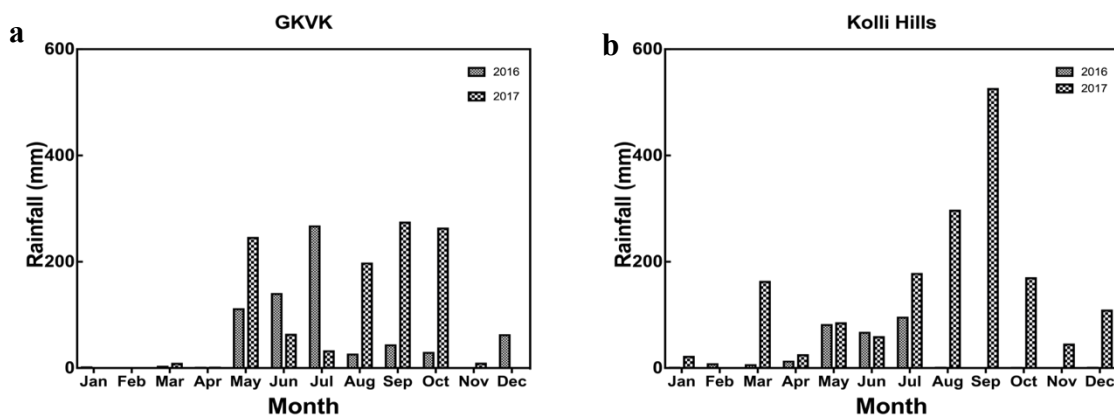 a
GKVK
600
400
200
0
Rainfall (mm)
2016
2017
Jan Feb Mar Apr May Jun Jul Aug Sep Oct Nov Dec
Month
b
Kolli Hills
600
400
200
0
Rainfall (mm)
2016
2017
Jan Feb Mar Apr May Jun Jul Aug Sep Oct Nov Dec
Month